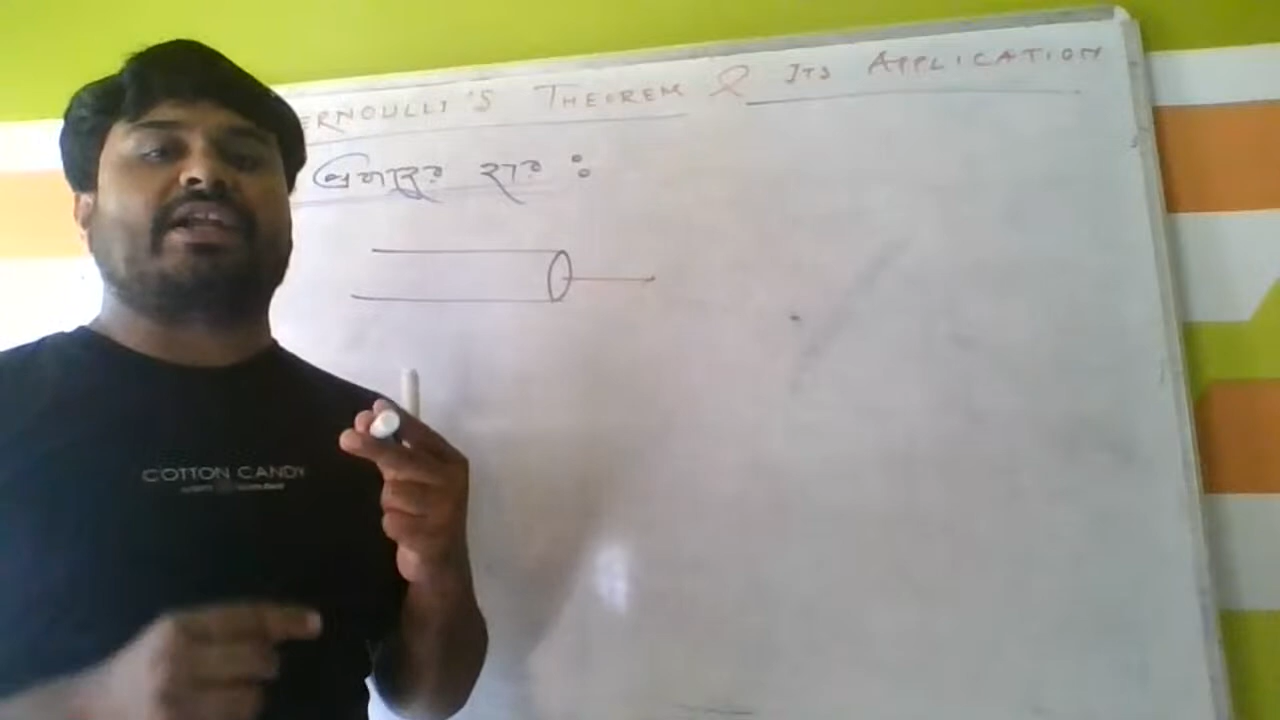 ERNOULLI'S THEOREM & ITS APPLICATION
প্রবাহের হার :
COTTON CANDY